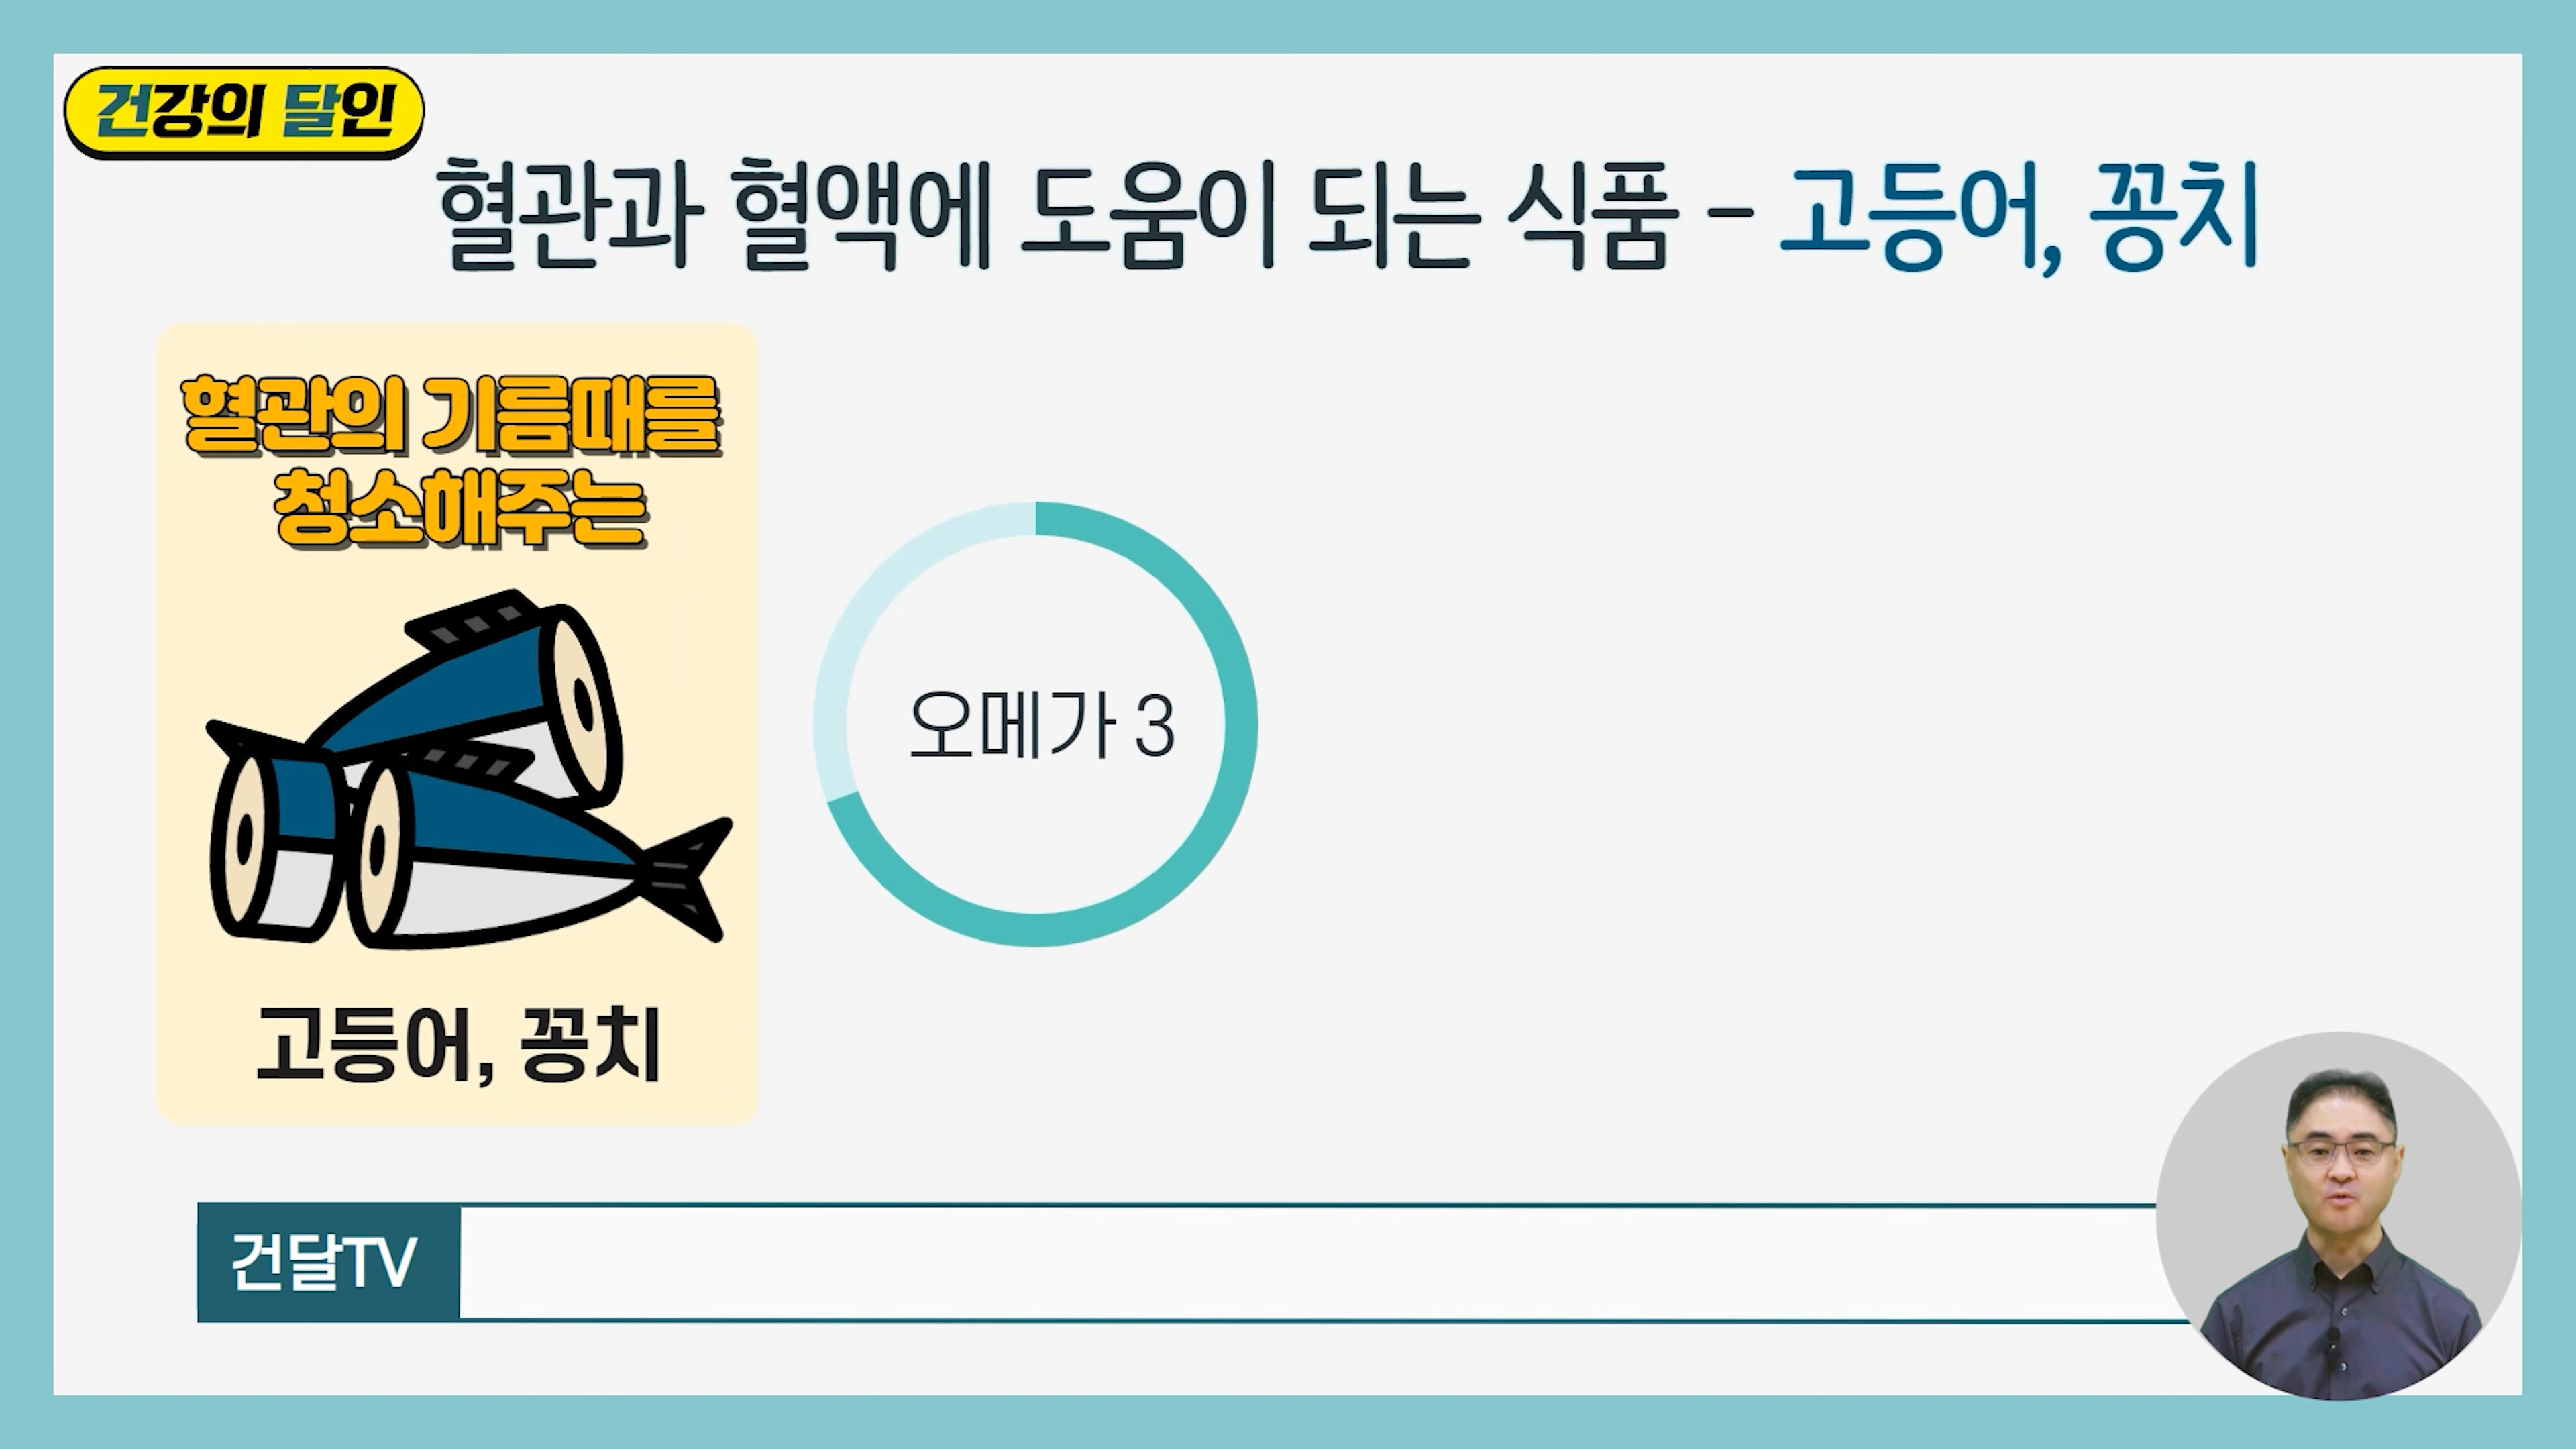 건강의 달인
혈관과 혈액에 도움이 되는 식품 - 고등어, 꽁치
혈관의 기름때를
청소해주는
오메가 3
고등어, 꽁치
건달TV